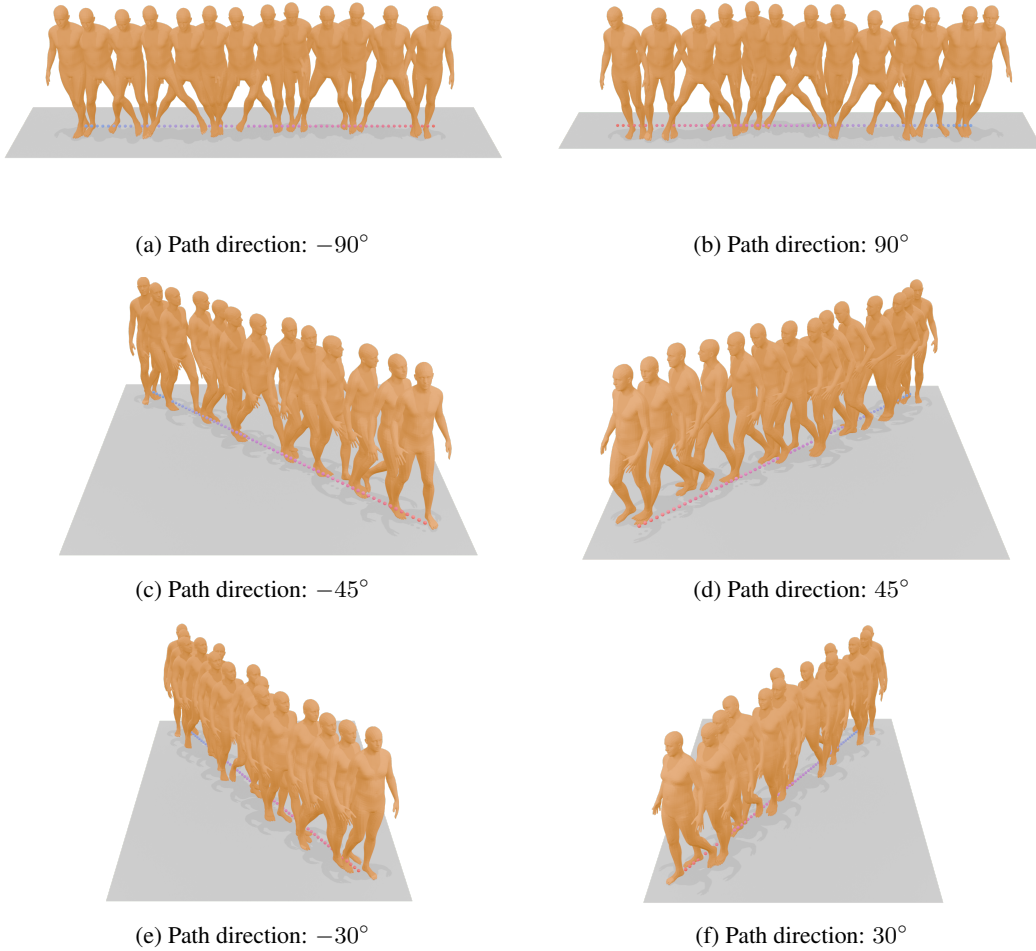 (a) Path direction: −90°
(b) Path direction: 90°
(c) Path direction: −45°
(d) Path direction: 45°
(e) Path direction: −30°
(f) Path direction: 30°